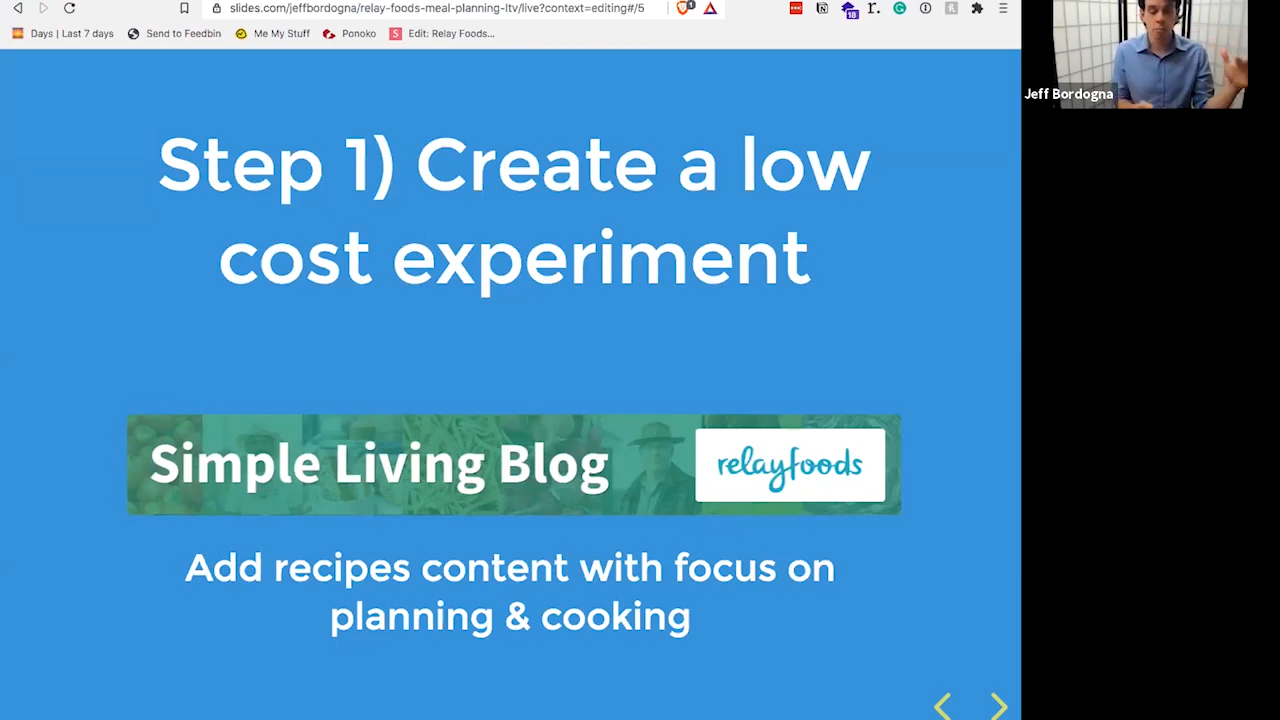 slides.com/jeffbordogna/relay-foods-meal-planning-ltv/live?context=editing#/5
1
18
r.
Days | Last 7 days
Send to Feedbin
Me My Stuff
Ponoko
S
Edit: Relay Foods...
Jeff Bordogna
Step 1) Create a low
cost experiment
Simple Living Blog
relayfoods
Add recipes content with focus on
planning & cooking